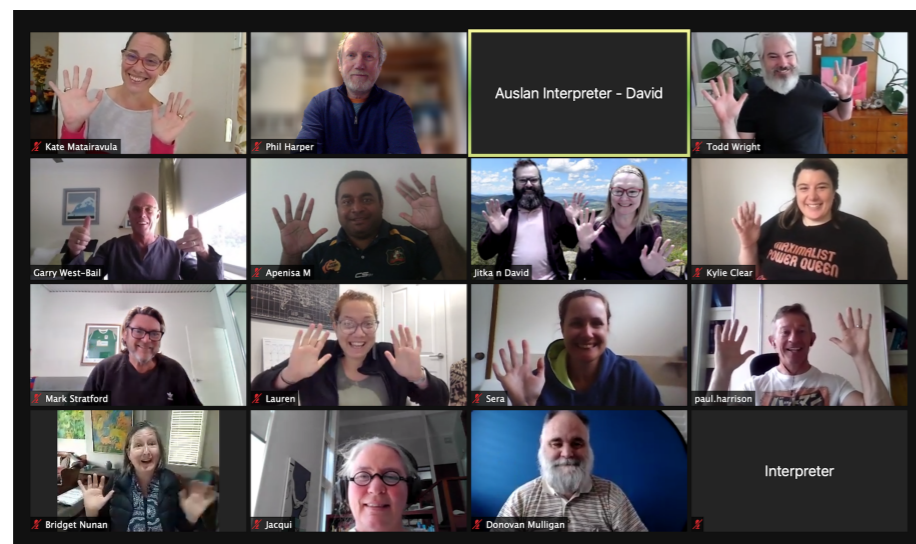 Auslan Interpreter - David
Kate Matairavula
Phil Harper
Todd Wright
Garry West-Bail
Apenisa M
Jitka n David
MAXIMALIST
POWER QUEEN
Kylie Clear
Mark Stratford
Lauren
Sera
paul.harrison
Interpreter
Bridget Nunan
Jacqui
Donovan Mulligan